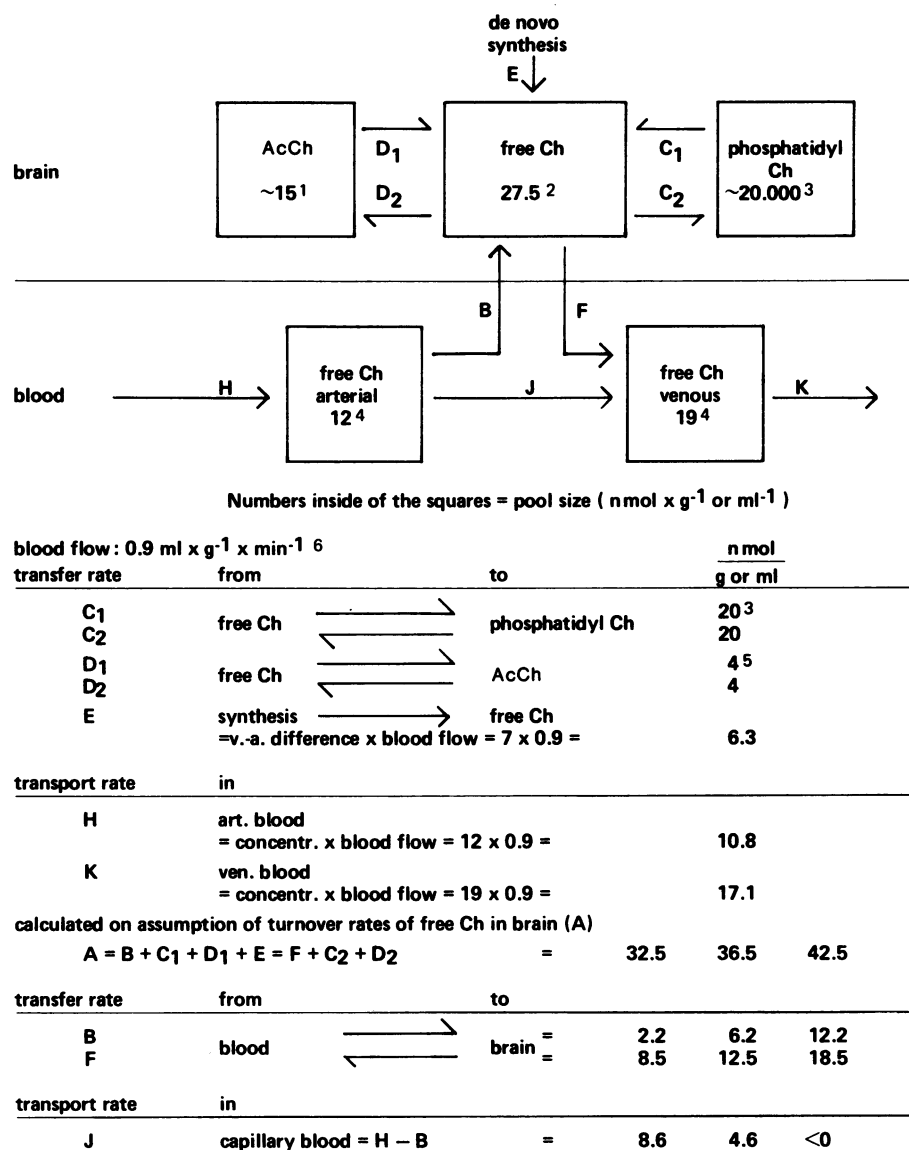 de novo
synthesis
E
brain
AcCh
~15 1
D1
D2
free Ch
27.5 2
C1
C2
phosphatidyl
Ch
~20.000 3
B
F
blood
H
free Ch
arterial
12 4
J
free Ch
venous
19 4
K
Numbers inside of the squares = pool size ( nmol x g-1 or ml-1 )
blood flow : 0.9 ml x g-1 x min-1 6
n mol
transfer rate from to g or ml
C1 20 3
free Ch phosphatidyl Ch
C2 20
D1 4 5
free Ch AcCh
D2 4
E synthesis free Ch
=v.-a. difference x blood flow = 7 x 0.9 = 6.3
transport rate in
H art. blood
= concentr. x blood flow = 12 x 0.9 = 10.8
K ven. blood
= concentr. x blood flow = 19 x 0.9 = 17.1
calculated on assumption of turnover rates of free Ch in brain (A)
A = B + C1 + D1 + E = F + C2 + D2 = 32.5 36.5 42.5
transfer rate from to
B = 2.2 6.2 12.2
blood brain
F = 8.5 12.5 18.5
transport rate in
J capillary blood = H – B = 8.6 4.6 <0